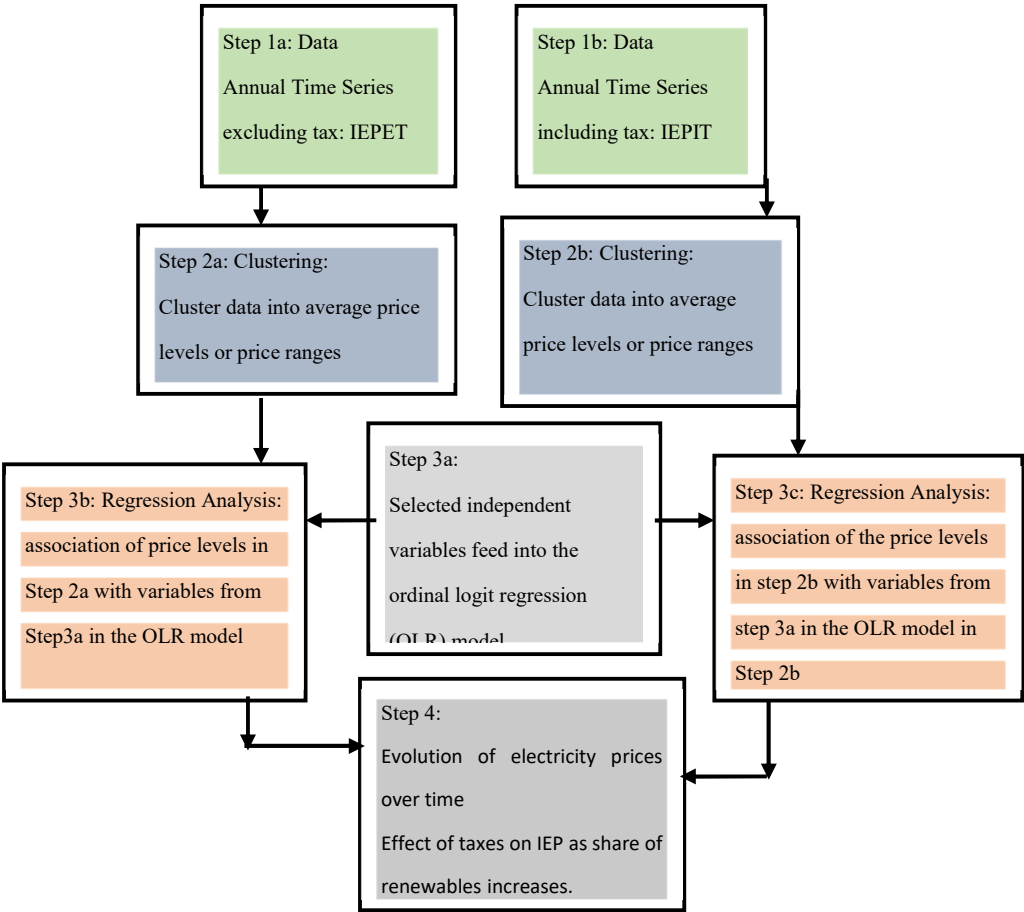 Step 1a: Data
Annual Time Series
excluding tax: IEPET
Step 1b: Data
Annual Time Series
including tax: IEPIT
Step 2a: Clustering:
Cluster data into average price
levels or price ranges
Step 2b: Clustering:
Cluster data into average
price levels or price ranges
Step 3a:
Selected independent
variables feed into the
ordinal logit regression
(OLR) model
Step 3b: Regression Analysis:
association of price levels in
Step 2a with variables from
Step3a in the OLR model
Step 3c: Regression Analysis:
association of the price levels
in step 2b with variables from
step 3a in the OLR model in
Step 2b
Step 4:
Evolution of electricity prices
over time
Effect of taxes on IEP as share of
renewables increases.